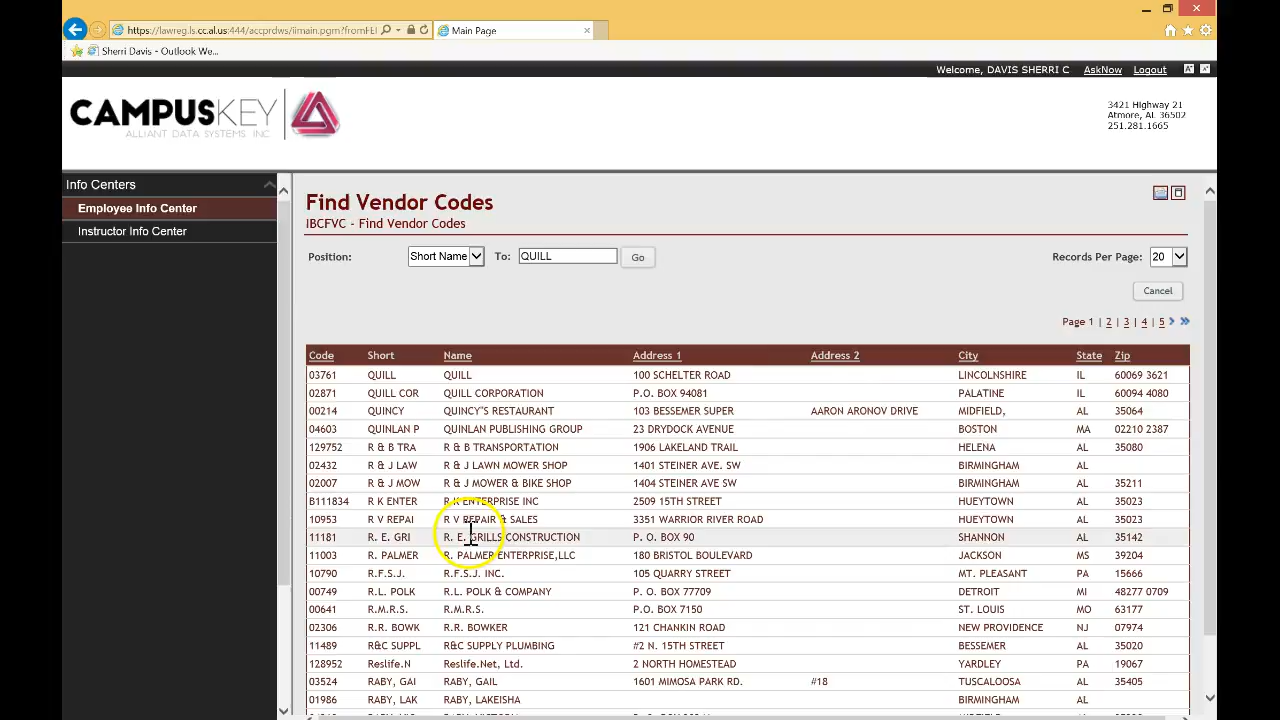 https://lawreg.ls.cc.al.us:444/accprdws/iimain.pgm?fromFEI
Main Page
Sherri Davis - Outlook We...
Welcome, DAVIS SHERRI C AskNow Logout
CAMPUSKEY
ALLIANT DATA SYSTEMS INC
3421 Highway 21
Atmore, AL 36502
251.281.1665
Info Centers
Employee Info Center
Instructor Info Center
Find Vendor Codes
IBCFVC - Find Vendor Codes
Position: Short Name To: QUILL Go Records Per Page: 20
Cancel
Page 1 | 2 | 3 | 4 | 5
Code Short Name Address 1 Address 2 City State Zip
03761 QUILL QUILL 100 SCHELTER ROAD LINCOLNSHIRE IL 60069 3621
02871 QUILL COR QUILL CORPORATION P.O. BOX 94081 PALATINE IL 60094 4080
00214 QUINCY QUINCY'S RESTAURANT 103 BESSEMER SUPER AARON ARONOV DRIVE MIDFIELD, AL 35064
04603 QUINLAN P QUINLAN PUBLISHING GROUP 23 DRYDOCK AVENUE BOSTON MA 02210 2387
129752 R & B TRA R & B TRANSPORTATION 1906 LAKELAND TRAIL HELENA AL 35080
02432 R & J LAW R & J LAWN MOWER SHOP 1401 STEINER AVE. SW BIRMINGHAM AL
02007 R & J MOW R & J MOWER & BIKE SHOP 1404 STEINER AVE SW BIRMINGHAM AL 35211
B111834 R K ENTER R K ENTERPRISE INC 2509 15TH STREET HUEYTOWN AL 35023
10953 R V REPAI R V REPAIR & SALES 3351 WARRIOR RIVER ROAD HUEYTOWN AL 35023
11181 R. E. GRI R. E. GRILLS CONSTRUCTION P. O. BOX 90 SHANNON AL 35142
11003 R. PALMER R. PALMER ENTERPRISE,LLC 180 BRISTOL BOULEVARD JACKSON MS 39204
10790 R.F.S.J. R.F.S.J. INC. 105 QUARRY STREET MT. PLEASANT PA 15666
00749 R.L. POLK R.L. POLK & COMPANY P. O. BOX 77709 DETROIT MI 48277 0709
00641 R.M.R.S. R.M.R.S. P.O. BOX 7150 ST. LOUIS MO 63177
02306 R.R. BOWK R.R. BOWKER 121 CHANKIN ROAD NEW PROVIDENCE NJ 07974
11489 R&C SUPPL R&C SUPPLY PLUMBING #2 N. 15TH STREET BESSEMER AL 35020
128952 Reslife.N Reslife.Net, Ltd. 2 NORTH HOMESTEAD YARDLEY PA 19067
03524 RABY, GAI RABY, GAIL 1601 MIMOSA PARK RD. #18 TUSCALOOSA AL 35405
01986 RABY, LAK RABY, LAKEISHA BIRMINGHAM AL